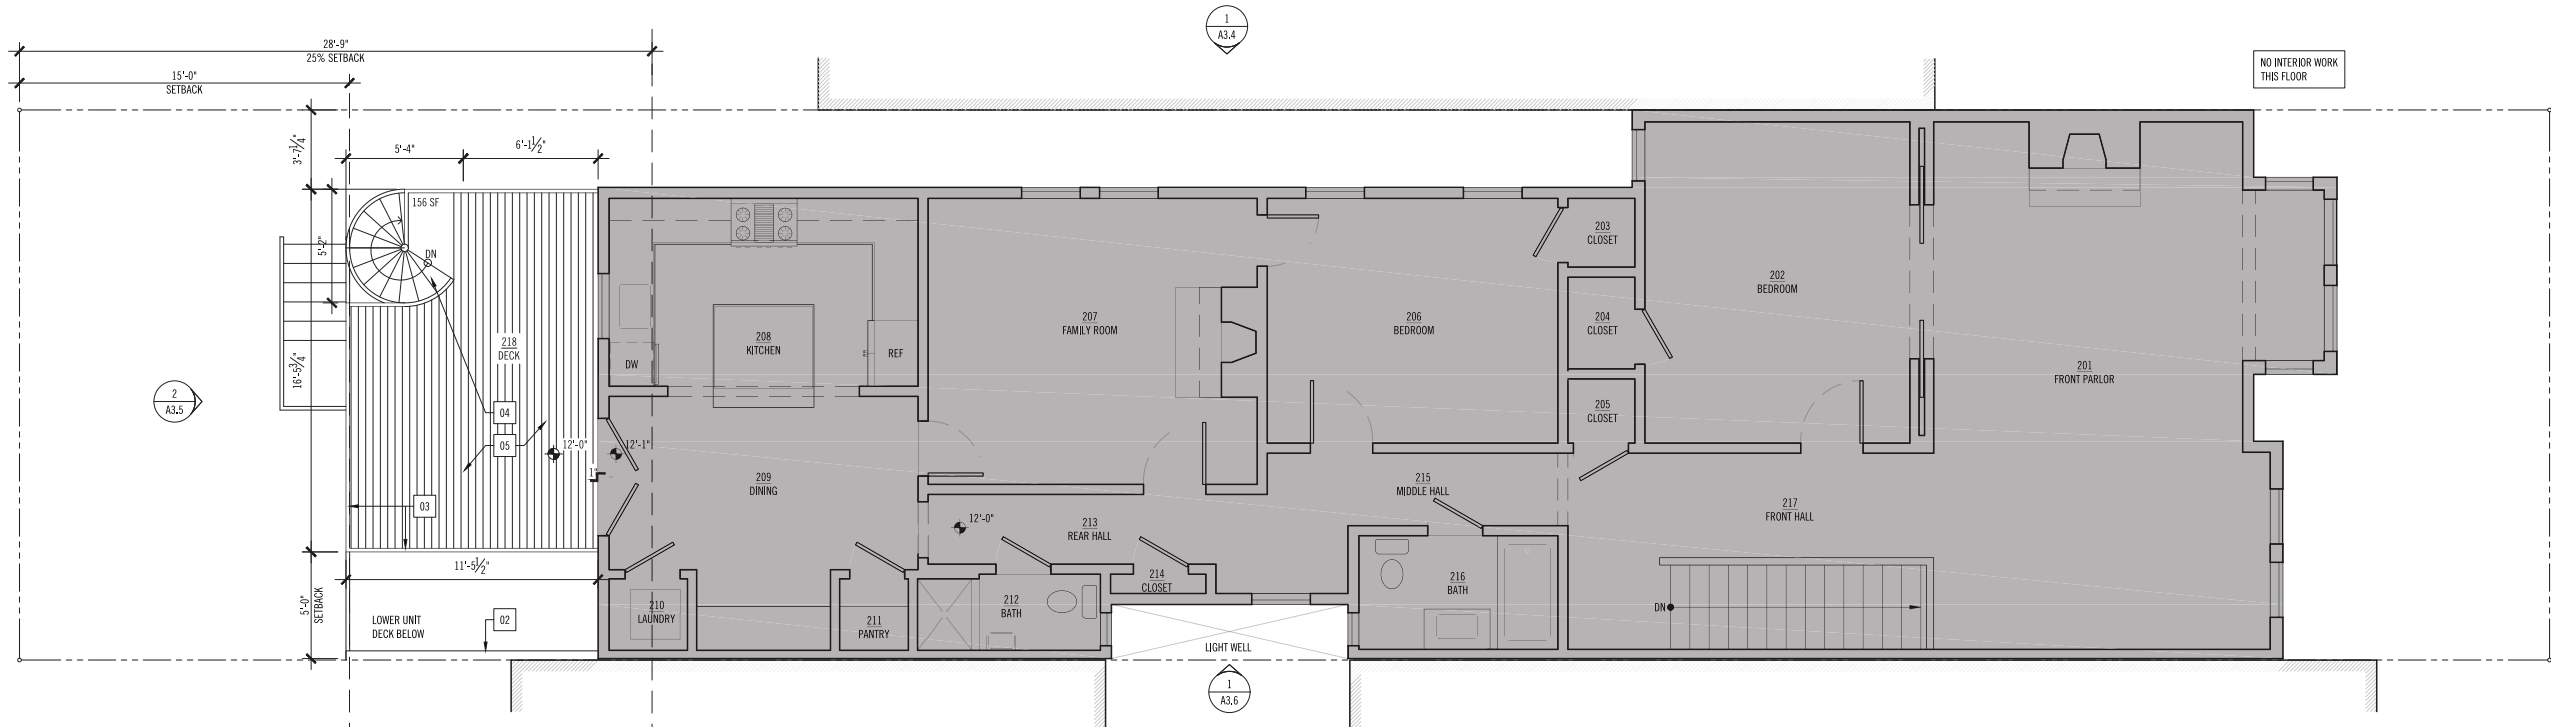 1
A3.4
28'-9"
25% SETBACK
15'-0"
SETBACK
NO INTERIOR WORK
THIS FLOOR
3'-7 1/4"
5'-4"
6'-1 1/2"
156 SF
5'-2"
DN
203
CLOSET
202
BEDROOM
204
CLOSET
207
FAMILY ROOM
206
BEDROOM
208
KITCHEN
218
DECK
REF
DW
16'-5 3/4"
201
FRONT PARLOR
2
A3.5
04
205
CLOSET
05
12'-0"
12'-1"
1"
209
DINING
215
MIDDLE HALL
03
217
FRONT HALL
12'-0"
213
REAR HALL
11'-5 1/2"
214
CLOSET
216
BATH
5'-0"
SETBACK
210
LAUNDRY
212
BATH
DN
LOWER UNIT
DECK BELOW
02
211
PANTRY
LIGHT WELL
1
A3.6